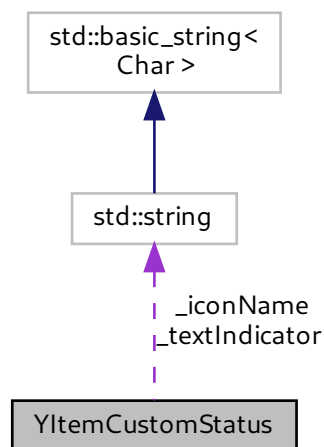 std::basic_string<
Char >
std::string
_iconName
_textIndicator
YItemCustomStatus